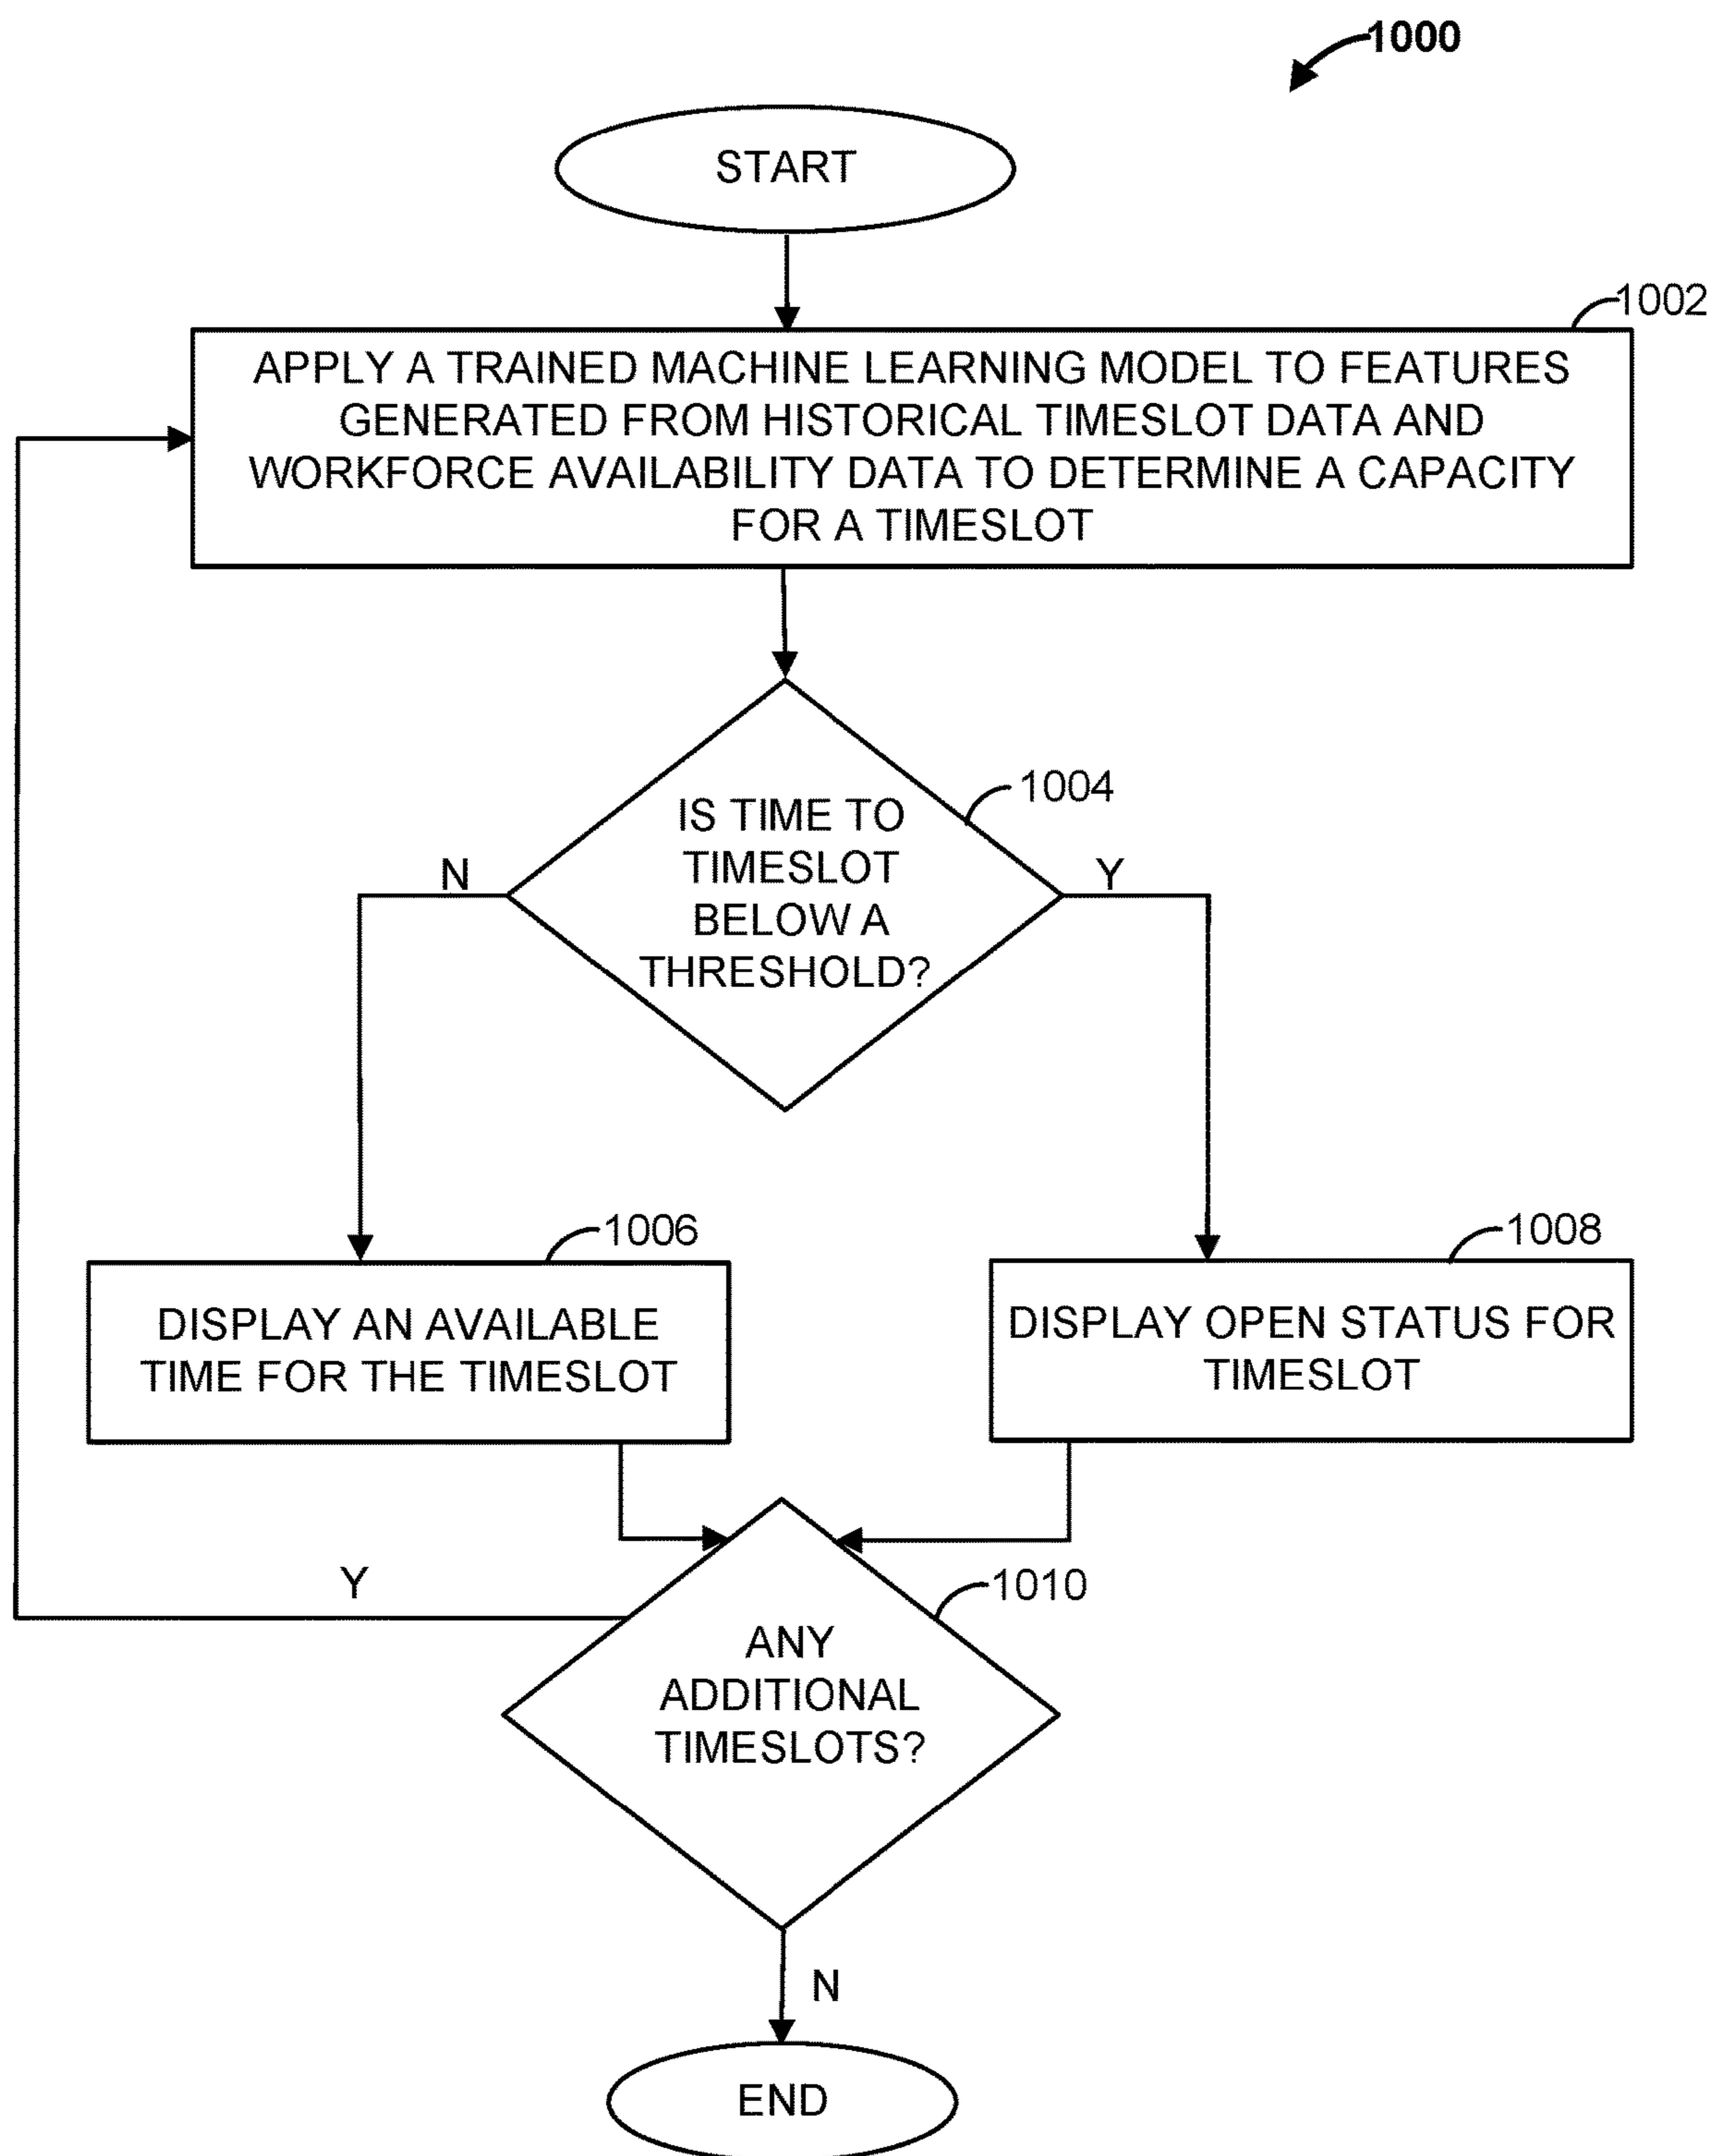 1000
START
1002
APPLY A TRAINED MACHINE LEARNING MODEL TO FEATURES
GENERATED FROM HISTORICAL TIMESLOT DATA AND
WORKFORCE AVAILABILITY DATA TO DETERMINE A CAPACITY
FOR A TIMESLOT
1004
IS TIME TO
TIMESLOT
BELOW A
THRESHOLD?
N
Y
1006
DISPLAY AN AVAILABLE
TIME FOR THE TIMESLOT
1008
DISPLAY OPEN STATUS FOR
TIMESLOT
Y
1010
ANY
ADDITIONAL
TIMESLOTS?
N
END